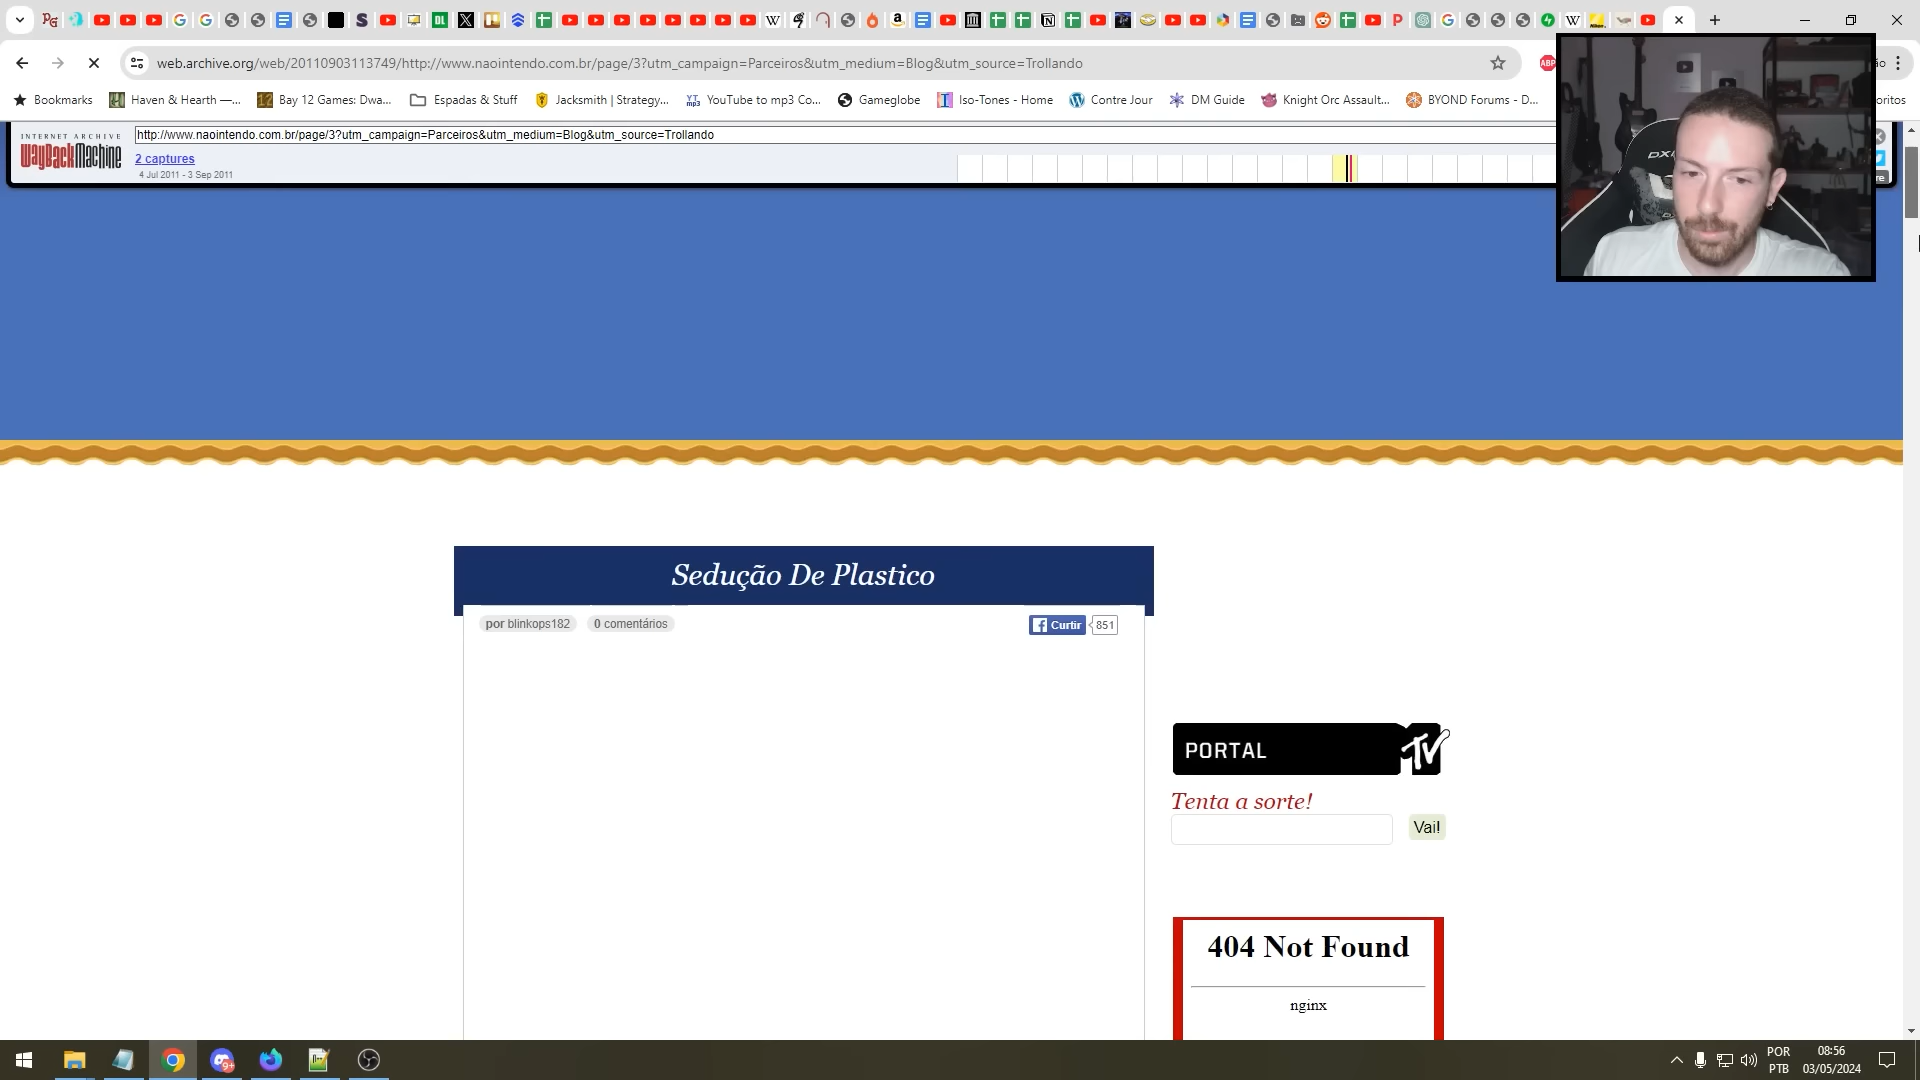 web.archive.org/web/20110903113749/http://www.naointendo.com.br/page/3?utm_campaign=Parceiros&utm_medium=Blog&utm_source=Trollando
Bookmarks
Haven & Hearth —...
Bay 12 Games: Dwa...
Espadas & Suffit
Jacksmith | Strategy...
YouTube to mp3 Co...
Gameglobe
Iso-Tones - Home
Contre Jour
DM Guide
Knight Orc Assault...
BYOND Forums - D...
INTERNET ARCHIVE
WayBackMachine
http://www.naointendo.com.br/page/3?utm_campaign=Parceiros&utm_medium=Blog&utm_source=Trollando
2 captures
4 Jul 2011 - 3 Sep 2011
Sedução De Plastico
por blinkops182
0 comentários
Curtir
851
PORTAL MTV
Tenta a sorte!
Vai!
404 Not Found
nginx
POR
PTB
08:56
03/05/2024